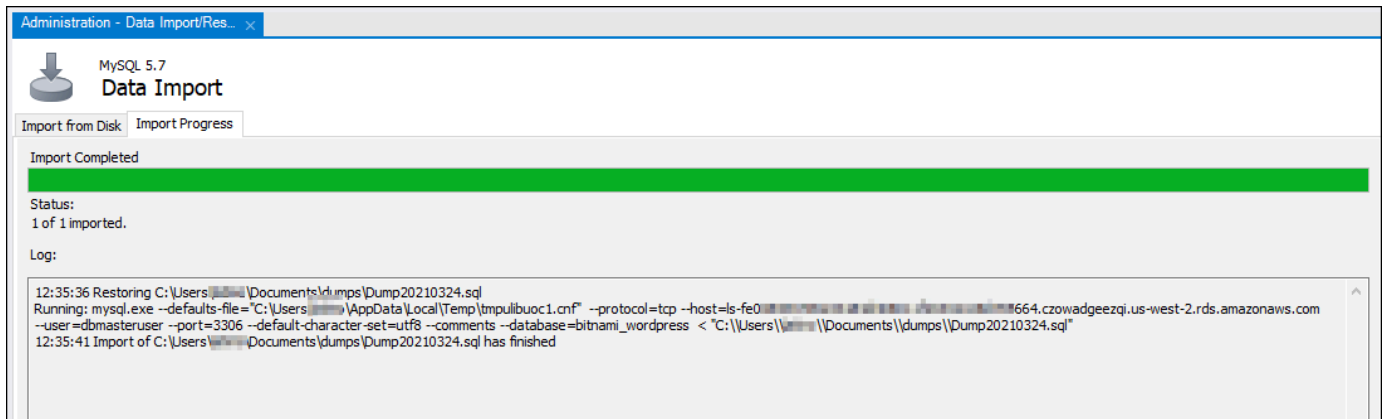 Administration - Data Import/Res...
MySQL 5.7
Data Import
Import from Disk Import Progress
Import Completed
Status:
1 of 1 imported.
Log:
12:35:36 Restoring C:\Users\ \Documents\dumps\Dump20210324.sql
Running: mysql.exe --defaults-file="C:\Users \AppData\Local\Temp\tmpulibuoc1.cnf" --protocol=tcp --host=ls-fe0 664.czowadgeezqi.us-west-2.rds.amazonaws.com
--user=dbmasteruser --port=3306 --default-character-set=utf8 --comments --database=bitnami_wordpress < "C:\\Users\\ \\Documents\\dumps\\Dump20210324.sql"
12:35:41 Import of C:\Users\ \Documents\dumps\Dump20210324.sql has finished